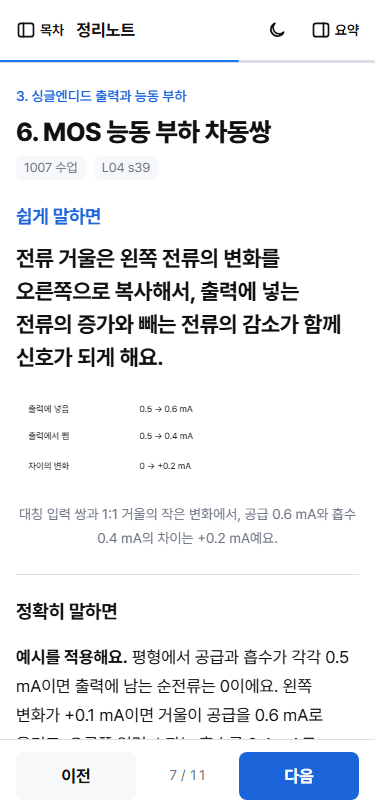 목차 정리노트 요약
3. 싱글엔디드 출력과 능동 부하
6. MOS 능동 부하 차동쌍
1007 수업 L04 s39
쉽게 말하면
전류 거울은 왼쪽 전류의 변화를
오른쪽으로 복사해서, 출력에 넣는
전류의 증가와 빼는 전류의 감소가 함께
신호가 되게 해요.
출력에 넣음 0.5 → 0.6 mA
출력에서 뺌 0.5 → 0.4 mA
차이의 변화 0 → +0.2 mA
대칭 입력 쌍과 1:1 거울의 작은 변화에서, 공급 0.6 mA와 흡수
0.4 mA의 차이는 +0.2 mA예요.
정확히 말하면
예시를 적용해요. 평형에서 공급과 흡수가 각각 0.5
mA이면 출력에 남는 순전류는 0이에요. 왼쪽
변화가 +0.1 mA이면 거울이 공급을 0.6 mA로
이전 7 / 11 다음